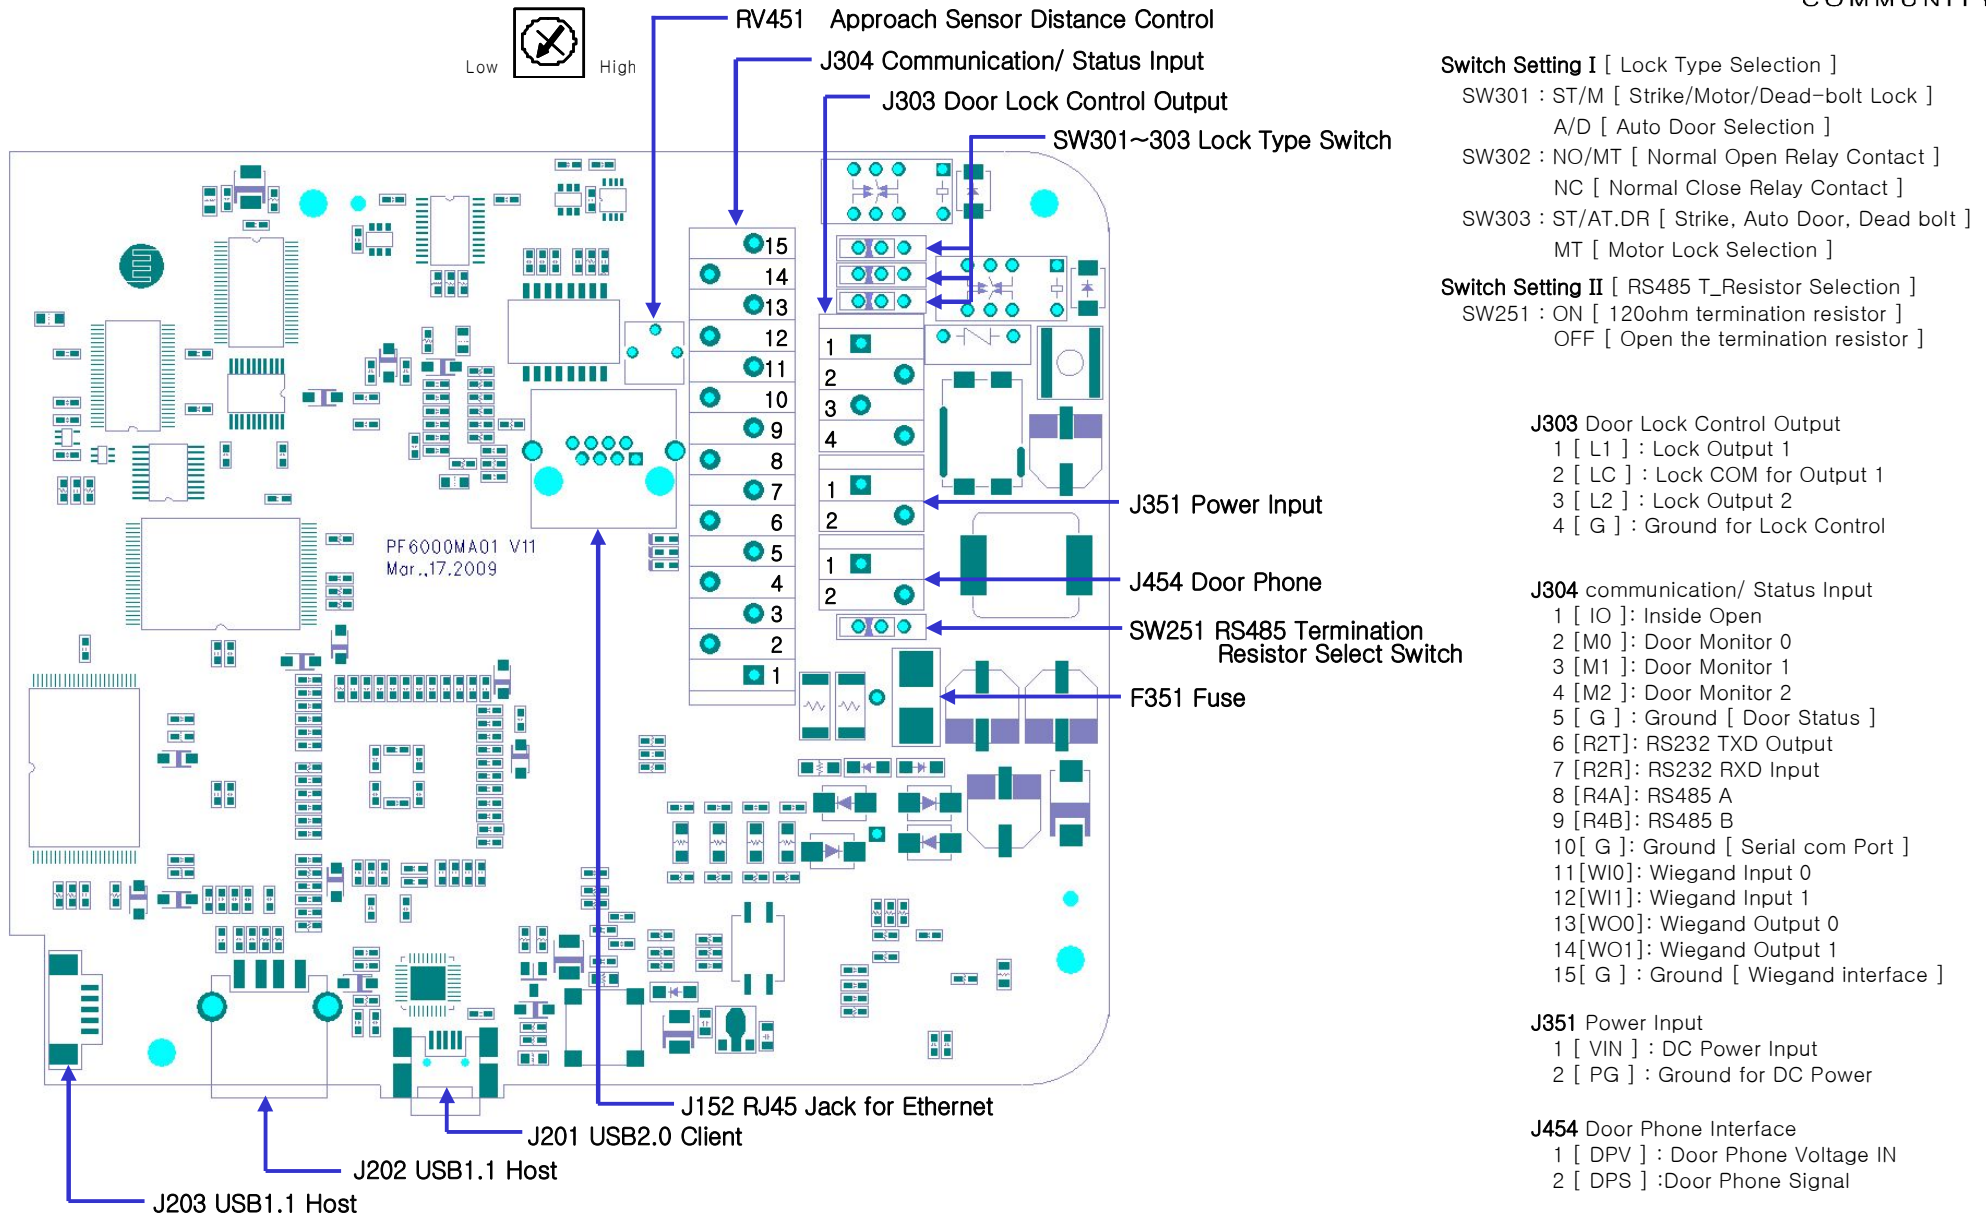 COMMUNITY
RV451 Approach Sensor Distance Control
Low High
J304 Communication/ Status Input
J303 Door Lock Control Output
SW301~303 Lock Type Switch
15
14
13
12
11
10
9
8
7
6
5
4
3
2
1
1
2
3
4
1
2
1
2
PF6000MA01 V11
Mar.,17.2009
J351 Power Input
J454 Door Phone
SW251 RS485 Termination
Resistor Select Switch
F351 Fuse
J152 RJ45 Jack for Ethernet
J201 USB2.0 Client
J202 USB1.1 Host
J203 USB1.1 Host
Switch Setting I [ Lock Type Selection ]
SW301 : ST/M [ Strike/Motor/Dead-bolt Lock ]
A/D [ Auto Door Selection ]
SW302 : NO/MT [ Normal Open Relay Contact ]
NC [ Normal Close Relay Contact ]
SW303 : ST/AT.DR [ Strike, Auto Door, Dead bolt ]
MT [ Motor Lock Selection ]
Switch Setting II [ RS485 T_Resistor Selection ]
SW251 : ON [ 120ohm termination resistor ]
OFF [ Open the termination resistor ]
J303 Door Lock Control Output
1 [ L1 ] : Lock Output 1
2 [ LC ] : Lock COM for Output 1
3 [ L2 ] : Lock Output 2
4 [ G ] : Ground for Lock Control
J304 communication/ Status Input
1 [ IO ]: Inside Open
2 [M0 ]: Door Monitor 0
3 [M1 ]: Door Monitor 1
4 [M2 ]: Door Monitor 2
5 [ G ] : Ground [ Door Status ]
6 [R2T]: RS232 TXD Output
7 [R2R]: RS232 RXD Input
8 [R4A]: RS485 A
9 [R4B]: RS485 B
10[ G ]: Ground [ Serial com Port ]
11[WI0]: Wiegand Input 0
12[WI1]: Wiegand Input 1
13[WO0]: Wiegand Output 0
14[WO1]: Wiegand Output 1
15[ G ] : Ground [ Wiegand interface ]
J351 Power Input
1 [ VIN ] : DC Power Input
2 [ PG ] : Ground for DC Power
J454 Door Phone Interface
1 [ DPV ] : Door Phone Voltage IN
2 [ DPS ] :Door Phone Signal